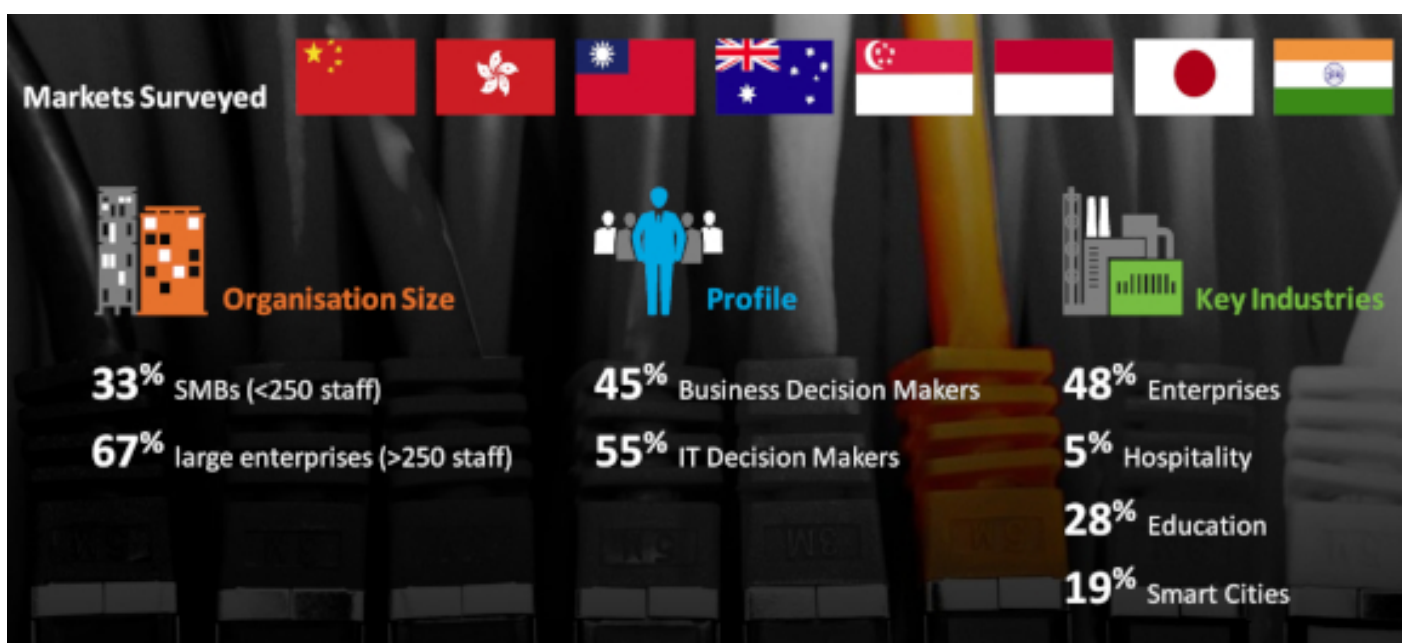 Markets Surveyed
Organisation Size
33% SMBs (<250 staff)
67% large enterprises (>250 staff)
Profile
45% Business Decision Makers
55% IT Decision Makers
Key Industries
48% Enterprises
5% Hospitality
28% Education
19% Smart Cities